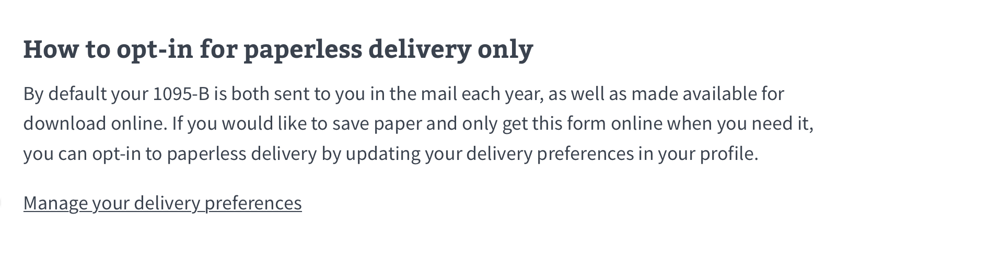 How to opt-in for paperless delivery only
By default your 1095-B is both sent to you in the mail each year, as well as made available for
download online. If you would like to save paper and only get this form online when you need it,
you can opt-in to paperless delivery by updating your delivery preferences in your profile.
Manage your delivery preferences